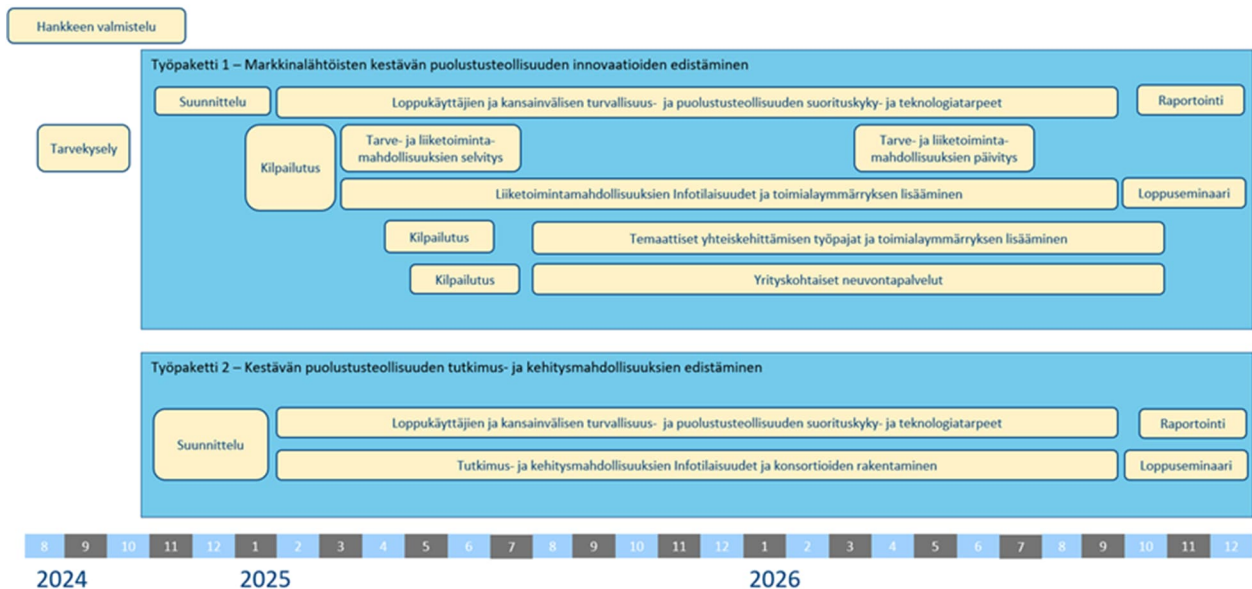 Hankkeen valmistelu
Työpaketti 1 – Markkinalähtöisten kestävän puolustusteollisuuden innovaatioiden edistäminen
Suunnittelu
Loppukäyttäjien ja kansainvälisen turvallisuus- ja puolustusteollisuuden suorituskyky- ja teknologiatarpeet
Raportointi
Tarvekysely
Kilpailutus
Tarve- ja liiketoiminta-
mahdollisuuksien selvitys
Tarve- ja liiketoiminta-
mahdollisuuksien päivitys
Liiketoimintamahdollisuuksien Infotilaisuudet ja toimialaymmärryksen lisääminen
Loppuseminaari
Kilpailutus
Temaattiset yhteiskehittämisen työpajat ja toimialaymmärryksen lisääminen
Kilpailutus
Yrityskohtaiset neuvontapalvelut
Työpaketti 2 – Kestävän puolustusteollisuuden tutkimus- ja kehitysmahdollisuuksien edistäminen
Suunnittelu
Loppukäyttäjien ja kansainvälisen turvallisuus- ja puolustusteollisuuden suorituskyky- ja teknologiatarpeet
Raportointi
Tutkimus- ja kehitysmahdollisuuksien Infotilaisuudet ja konsortioiden rakentaminen
Loppuseminaari
8 9 10 11 12 1 2 3 4 5 6 7 8 9 10 11 12 1 2 3 4 5 6 7 8 9 10 11 12
2024 2025 2026